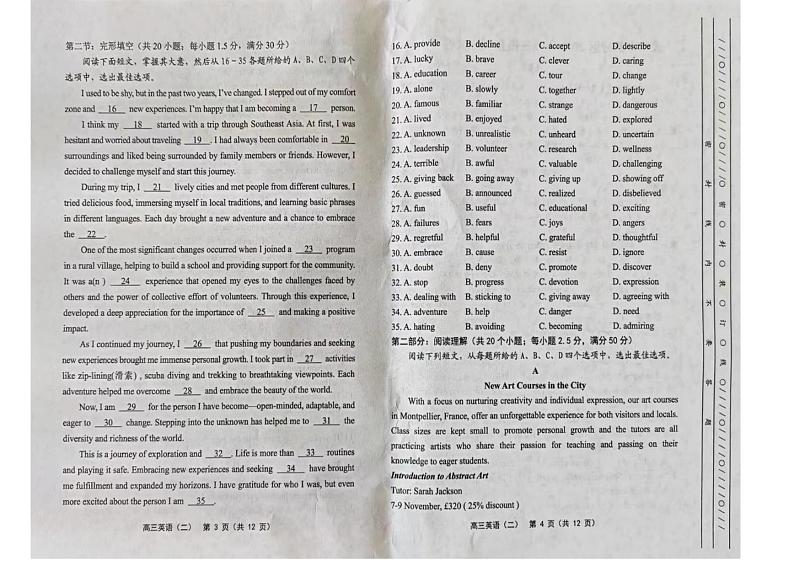 第二节：完形填空（共20小题；每小题1.5分，满分30分）
阅读下面短文，掌握其大意，然后从16-35各题所给的A、B、C、D四个
选项中，选出最佳选项。
I used to be shy, but in the past two years, I've changed. I stepped out of my comfort
zone and 16 new experiences. I'm happy that I am becoming a 17 person.
I think my 18 started with a trip through Southeast Asia. At first, I was
hesitant and worried about traveling 19 . I had always been comfortable in 20
surroundings and liked being surrounded by family members or friends. However, I
decided to challenge myself and start this journey.
During my trip, I 21 lively cities and met people from different cultures. I
tried delicious food, immersing myself in local traditions, and learning basic phrases
in different languages. Each day brought a new adventure and a chance to embrace
the 22 .
One of the most significant changes occurred when I joined a 23 program
in a rural village, helping to build a school and providing support for the community.
It was a(n) 24 experience that opened my eyes to the challenges faced by
others and the power of collective effort of volunteers. Through this experience, I
developed a deep appreciation for the importance of 25 and making a positive
impact.
As I continued my journey, I 26 that pushing my boundaries and seeking
new experiences brought me immense personal growth. I took part in 27 activities
like zip-lining(滑索) , scuba diving and trekking to breathtaking viewpoints. Each
adventure helped me overcome 28 and embrace the beauty of the world.
Now, I am 29 for the person I have become—open-minded, adaptable, and
eager to 30 change. Stepping into the unknown has helped me to 31 the
diversity and richness of the world.
This is a journey of exploration and 32 . Life is more than 33 routines
and playing it safe. Embracing new experiences and seeking 34 have brought
me fulfillment and expanded my horizons. I have gratitude for who I was, but even
more excited about the person I am 35 .
高三英语（二） 第 3 页（共 12 页）
16. A. provide B. decline C. accept D. describe
17. A. lucky B. brave C. clever D. caring
18. A. education B. career C. tour D. change
19. A. alone B. slowly C. together D. lightly
20. A. famous B. familiar C. strange D. dangerous
21. A. lived B. enjoyed C. hated D. explored
22. A. unknown B. unrealistic C. unheard D. uncertain
23. A. leadership B. volunteer C. research D. wellness
24. A. terrible B. awful C. valuable D. challenging
25. A. giving back B. going away C. giving up D. showing off
26. A. guessed B. announced C. realized D. disbelieved
27. A. fun B. useful C. educational D. exciting
28. A. failures B. fears C. joys D. angers
29. A. regretful B. helpful C. grateful D. thoughtful
30. A. embrace B. cause C. resist D. ignore
31. A. doubt B. deny C. promote D. discover
32. A. stop B. progress C. devotion D. expression
33. A. dealing with B. sticking to C. giving away D. agreeing with
34. A. adventure B. help C. danger D. need
35. A. hating B. avoiding C. becoming D. admiring
第二部分：阅读理解（共20个小题；每小题2.5分，满分50分）
阅读下列短文，从每题所给的A、B、C、D四个选项中，选出最佳选项。
A
New Art Courses in the City
With a focus on nurturing creativity and individual expression, our art courses
in Montpellier, France, offer an unforgettable experience for both visitors and locals.
Class sizes are kept small to promote personal growth and the tutors are all
practicing artists who share their passion for teaching and passing on their
knowledge to eager students.
Introduction to Abstract Art
Tutor: Sarah Jackson
7-9 November, £320 ( 25% discount )
高三英语（二） 第 4 页（共 12 页）
密 封 线 内 不 要 答 题